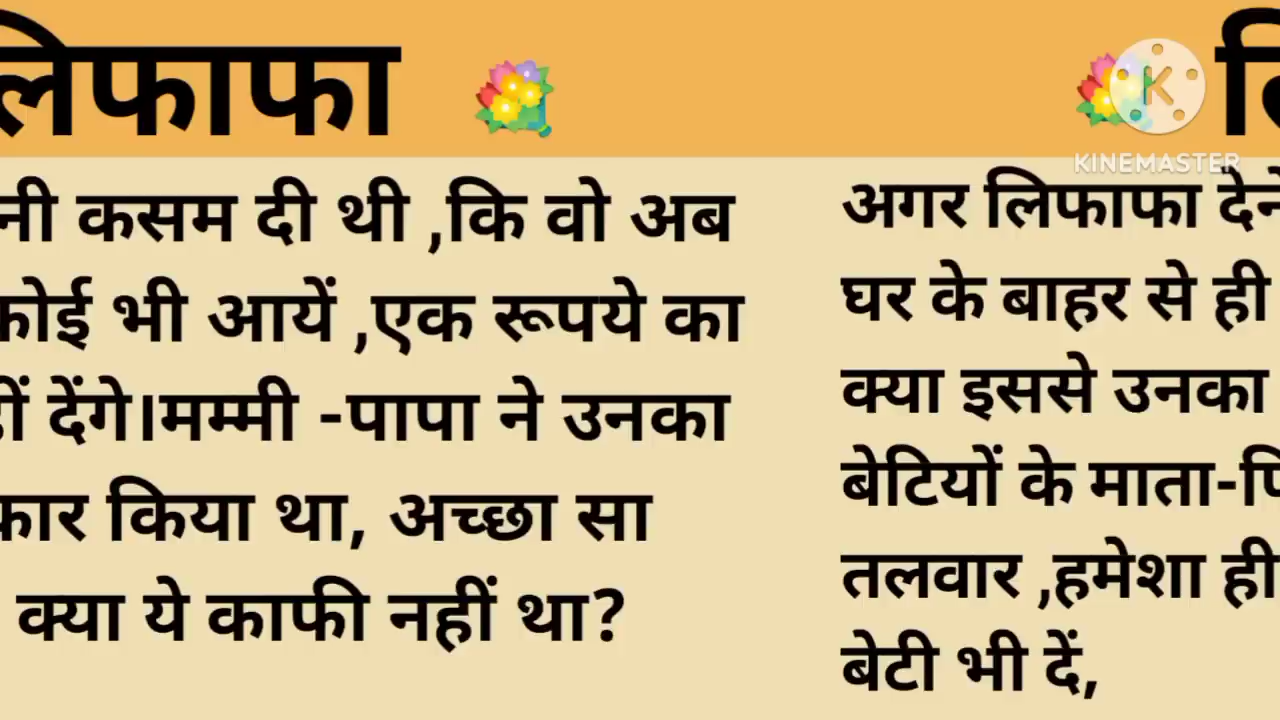 लिफाफा
कसम दी थी ,कि वो अब
कोई भी आयें ,एक रूपये का
देंगे।मम्मी -पापा ने उनका
किया था, अच्छा सा
क्या ये काफी नहीं था?
KINEMASTER
अगर लिफाफा
घर के बाहर से ही
क्या इससे उनका
बेटियों के
तलवार ,हमेशा ही
बेटी भी दें,